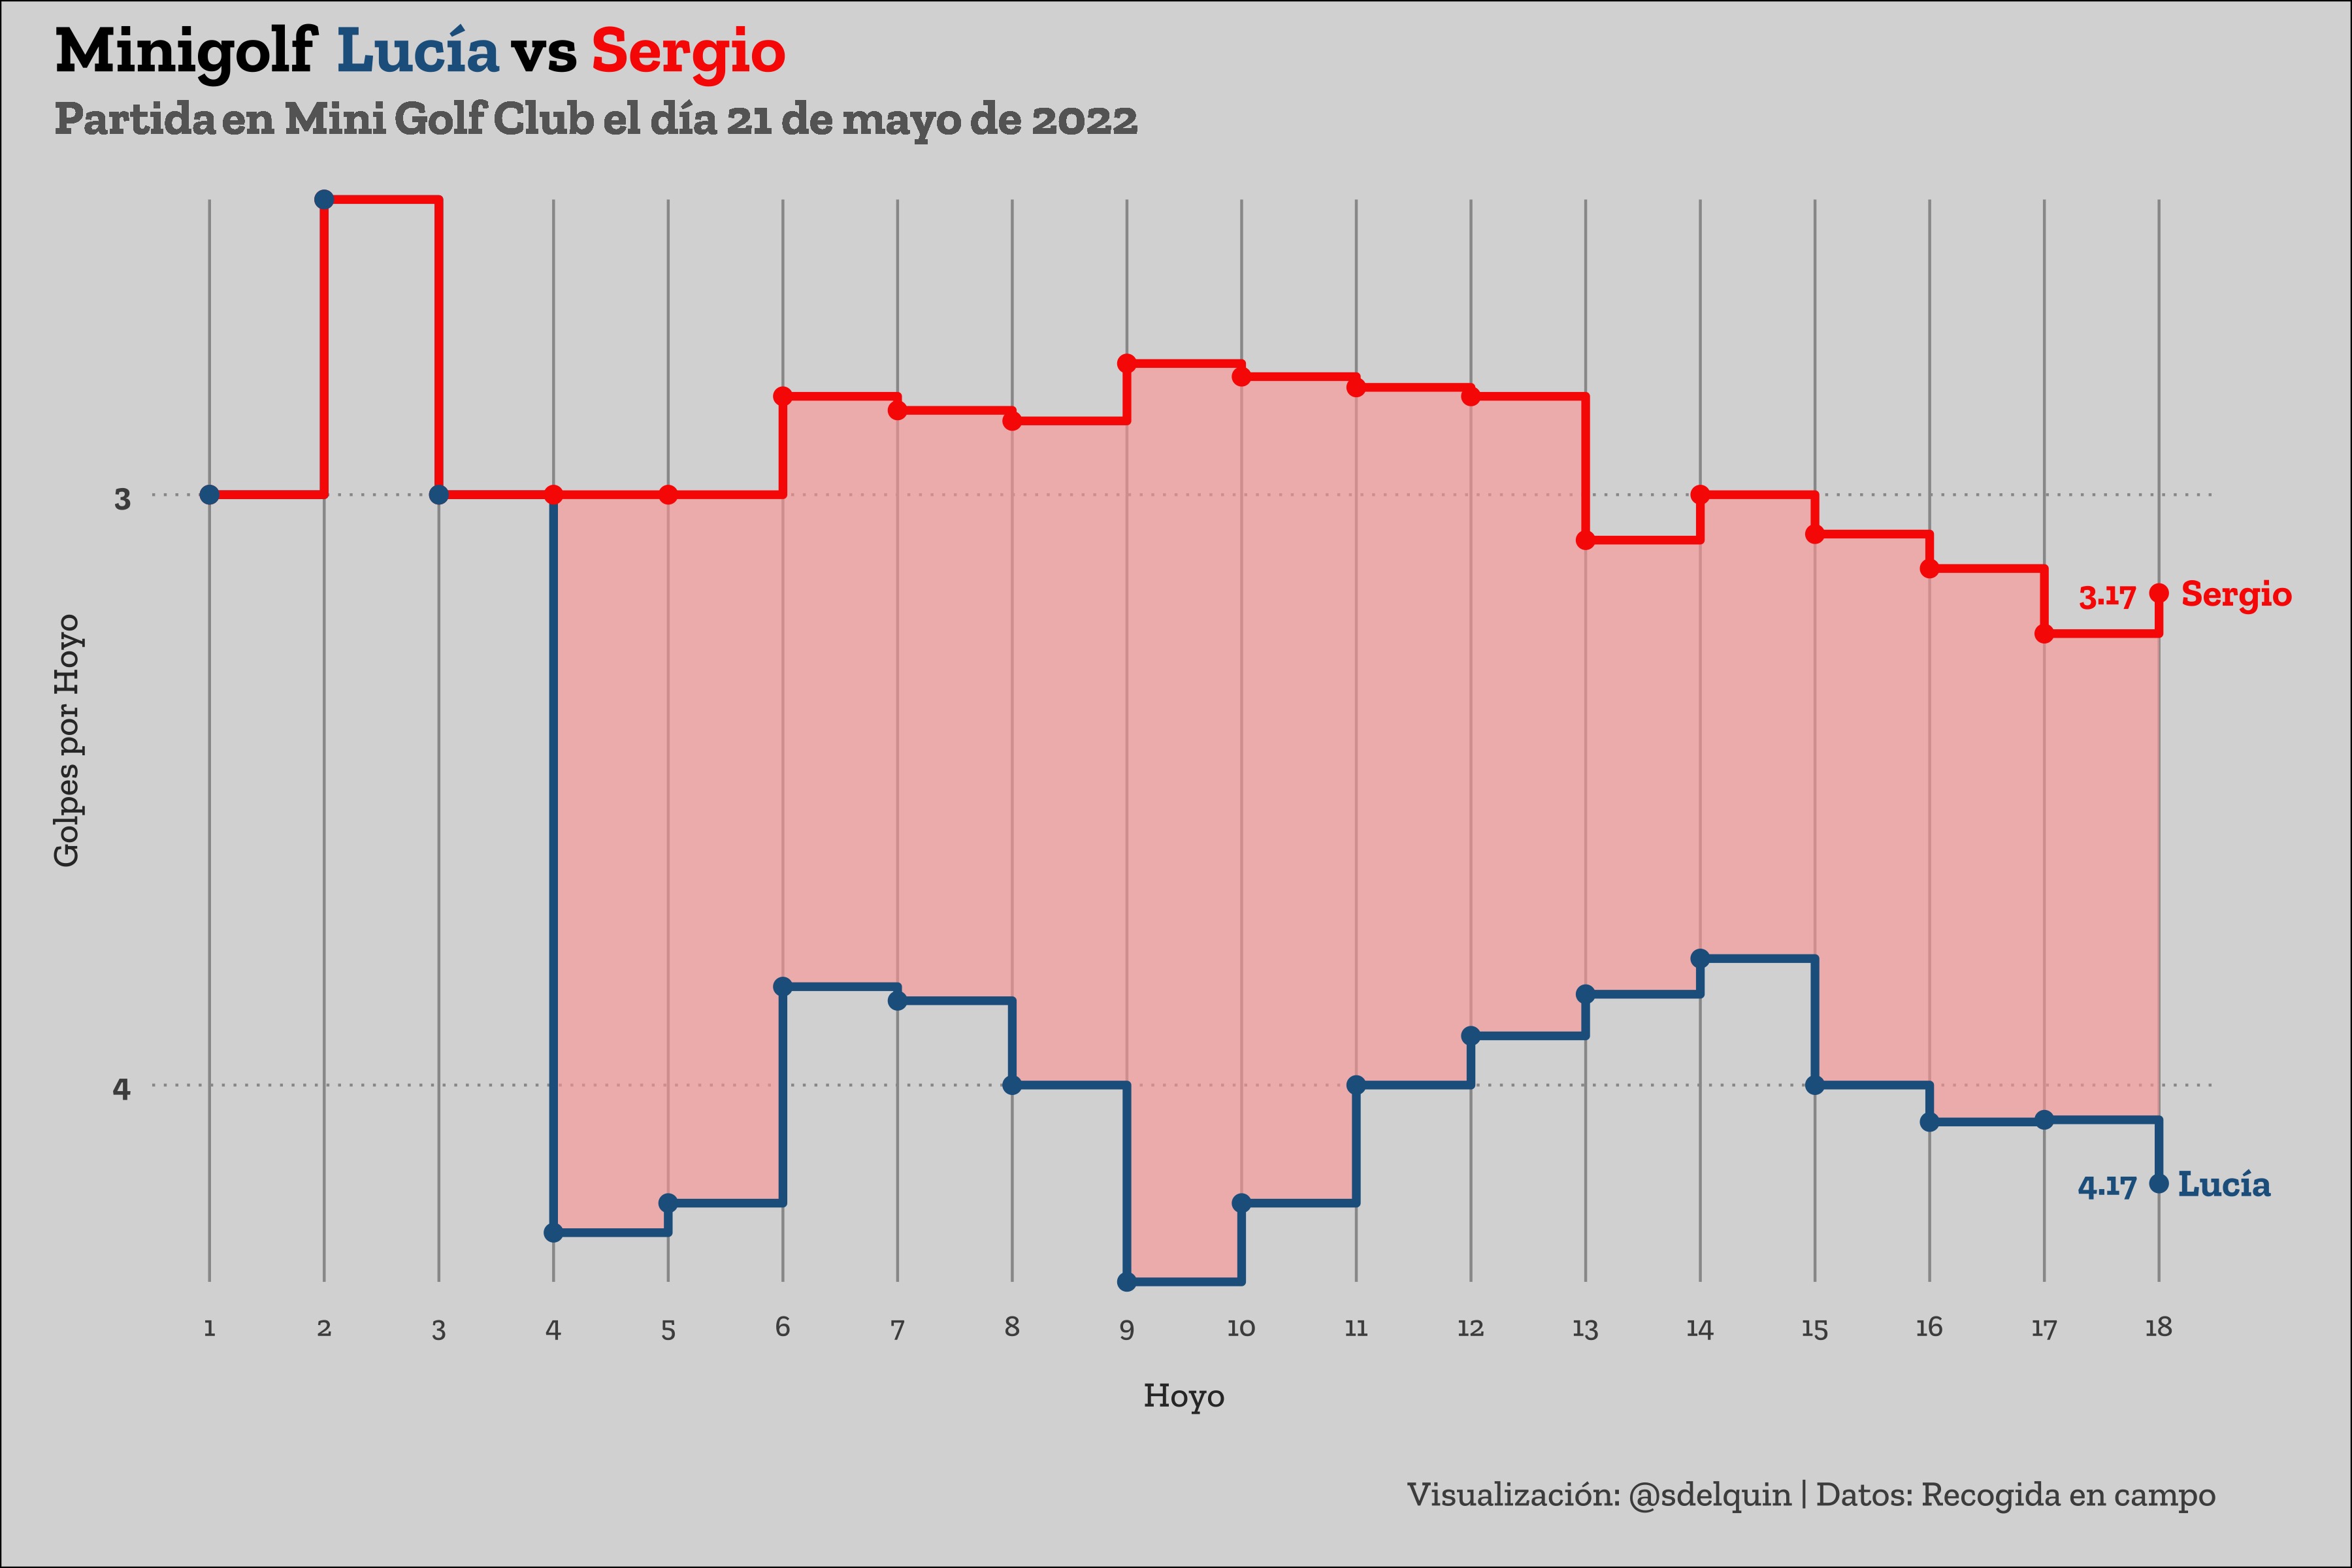 Minigolf Lucía vs Sergio
Partida en Mini Golf Club el día 21 de mayo de 2022
Golpes por Hoyo
3
4
3.17 Sergio
4.17 Lucía
1 2 3 4 5 6 7 8 9 10 11 12 13 14 15 16 17 18
Hoyo
Visualización: @sdelquin | Datos: Recogida en campo